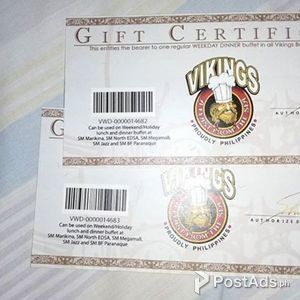 GIFT CERTIFI
This entitles the bearer to one regular WEEKDAY DINNER buffet in all Vikings B
VIKINGS
PROUDLY PHILIPPINES
VWD-0000014682
Can be used on Weekend/Holiday
lunch and dinner buffet at
SM Marikina, SM North EDSA, SM Megamall,
SM Jazz and SM BF Paranaque
AUTHORIZED
VIKINGS
PROUDLY PHILIPPINES
VWD-0000014683
Can be used on Weekend/Holiday
lunch and dinner buffet at
SM Marikina, SM North EDSA, SM Megamall,
SM Jazz and SM BF Paranaque
AUTHORIZED
PostAds.ph